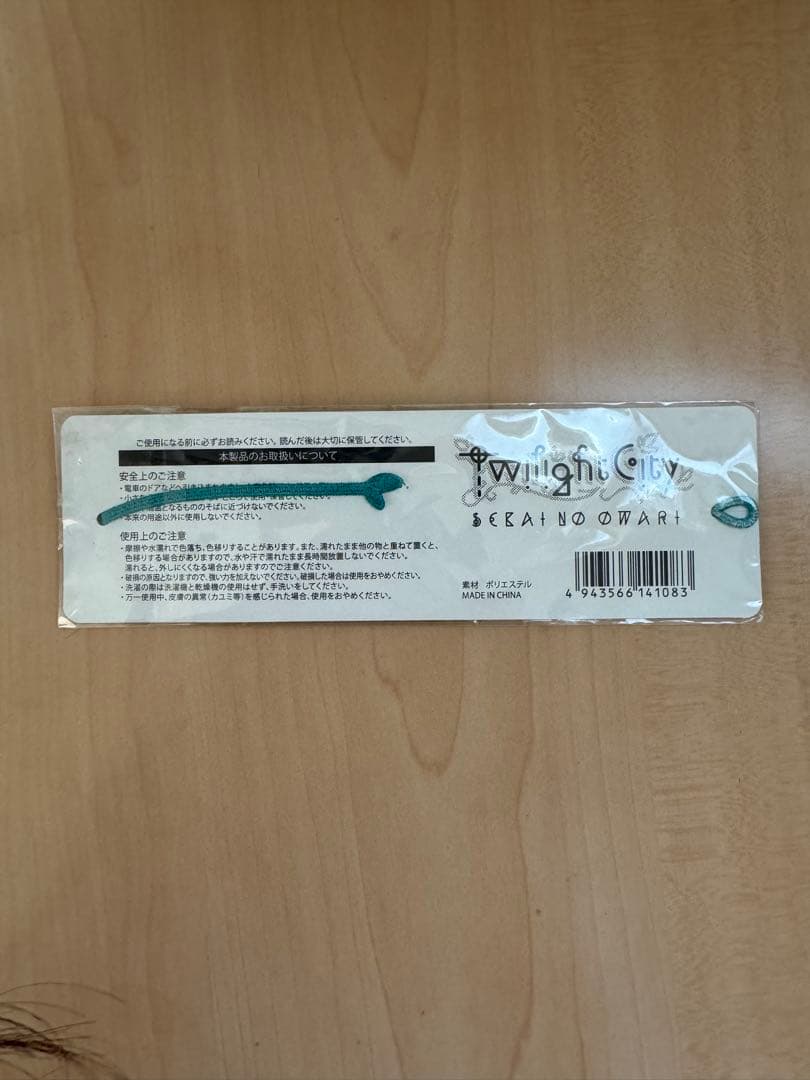 ご使用になる前に必ずお読みください。読んだ後は大切に保管してください。
本製品のお取扱いについて
安全上のご注意
・電車のドアなどへ
・小さな
となるもののそばに近づけないでください。
・本来の用途以外に使用しないでください。
使用上のご注意
・摩擦や水濡れで色落ち、色移りすることがあります。また、濡れたまま他の物と重ねて置くと、
色移りする場合がありますので、水や汗で濡れたまま長時間放置しないでください。
濡れると、外しにくくなる場合がありますのでご注意ください。
・破損の原因となりますので、強い力を加えないでください。破損した場合は使用をおやめください。
・洗濯の際は洗濯機と乾燥機の使用はせず、手洗いをしてください。
・万一使用中、皮膚の異常(カユミ等)を感じられた場合、使用をおやめください。
Twilight City
SEKAI NO OWARI
素材 ポリエステル
MADE IN CHINA
4 943566 141083